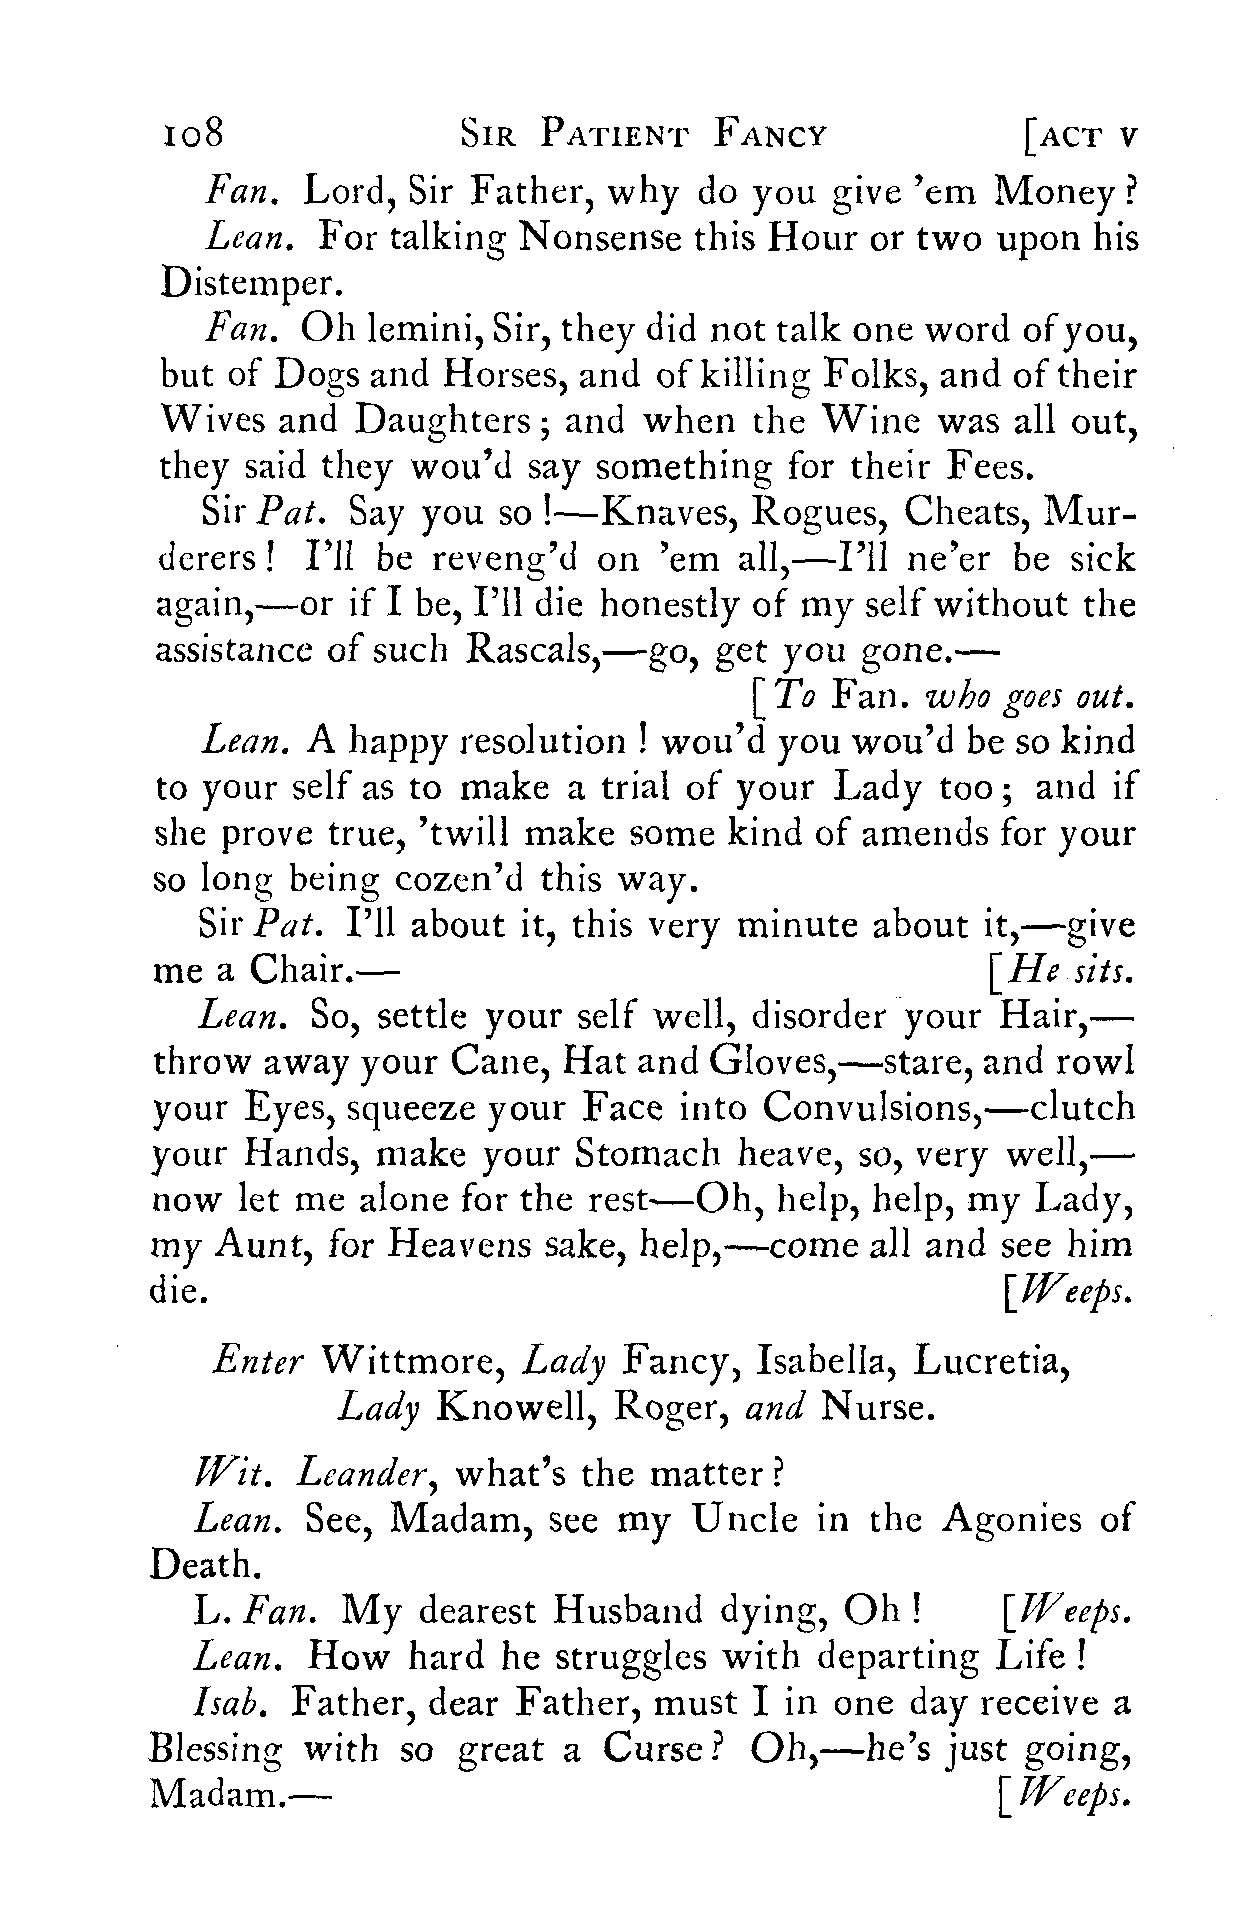 108 SIR PATIENT FANCY [ACT V
Fan. Lord, Sir Father, why do you give 'em Money?
Lean. For talking Nonsense this Hour or two upon his
Distemper.
Fan. Oh lemini, Sir, they did not talk one word of you,
but of Dogs and Horses, and of killing Folks, and of their
Wives and Daughters; and when the Wine was all out,
they said they wou'd say something for their Fees.
Sir Pat. Say you so!—Knaves, Rogues, Cheats, Mur-
derers! I'll be reveng'd on 'em all,—I'll ne'er be sick
again,—or if I be, I'll die honestly of my self without the
assistance of such Rascals,—go, get you gone.—
[To Fan. who goes out.
Lean. A happy resolution! wou'd you wou'd be so kind
to your self as to make a trial of your Lady too; and if
she prove true, 'twill make some kind of amends for your
so long being cozen'd this way.
Sir Pat. I'll about it, this very minute about it,—give
me a Chair.— [He sits.
Lean. So, settle your self well, disorder your Hair,—
throw away your Cane, Hat and Gloves,—stare, and rowl
your Eyes, squeeze your Face into Convulsions,—clutch
your Hands, make your Stomach heave, so, very well,—
now let me alone for the rest—Oh, help, help, my Lady,
my Aunt, for Heavens sake, help,—come all and see him
die. [Weeps.
Enter Wittmore, Lady Fancy, Isabella, Lucretia,
Lady Knowell, Roger, and Nurse.
Wit. Leander, what's the matter?
Lean. See, Madam, see my Uncle in the Agonies of
Death.
L. Fan. My dearest Husband dying, Oh! [Weeps.
Lean. How hard he struggles with departing Life!
Isab. Father, dear Father, must I in one day receive a
Blessing with so great a Curse? Oh,—he's just going,
Madam.— [Weeps.